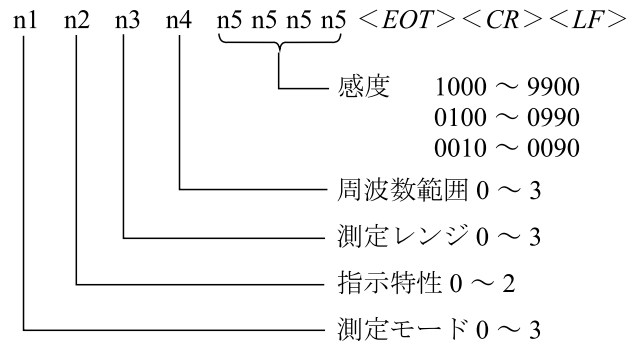 n1 n2 n3 n4 n5 n5 n5 n5 <EOT><CR><LF>
感度 1000 ～ 9900
0100 ～ 0990
0010 ～ 0090
周波数範囲 0 ～ 3
測定レンジ 0 ～ 3
指示特性 0 ～ 2
測定モード 0 ～ 3